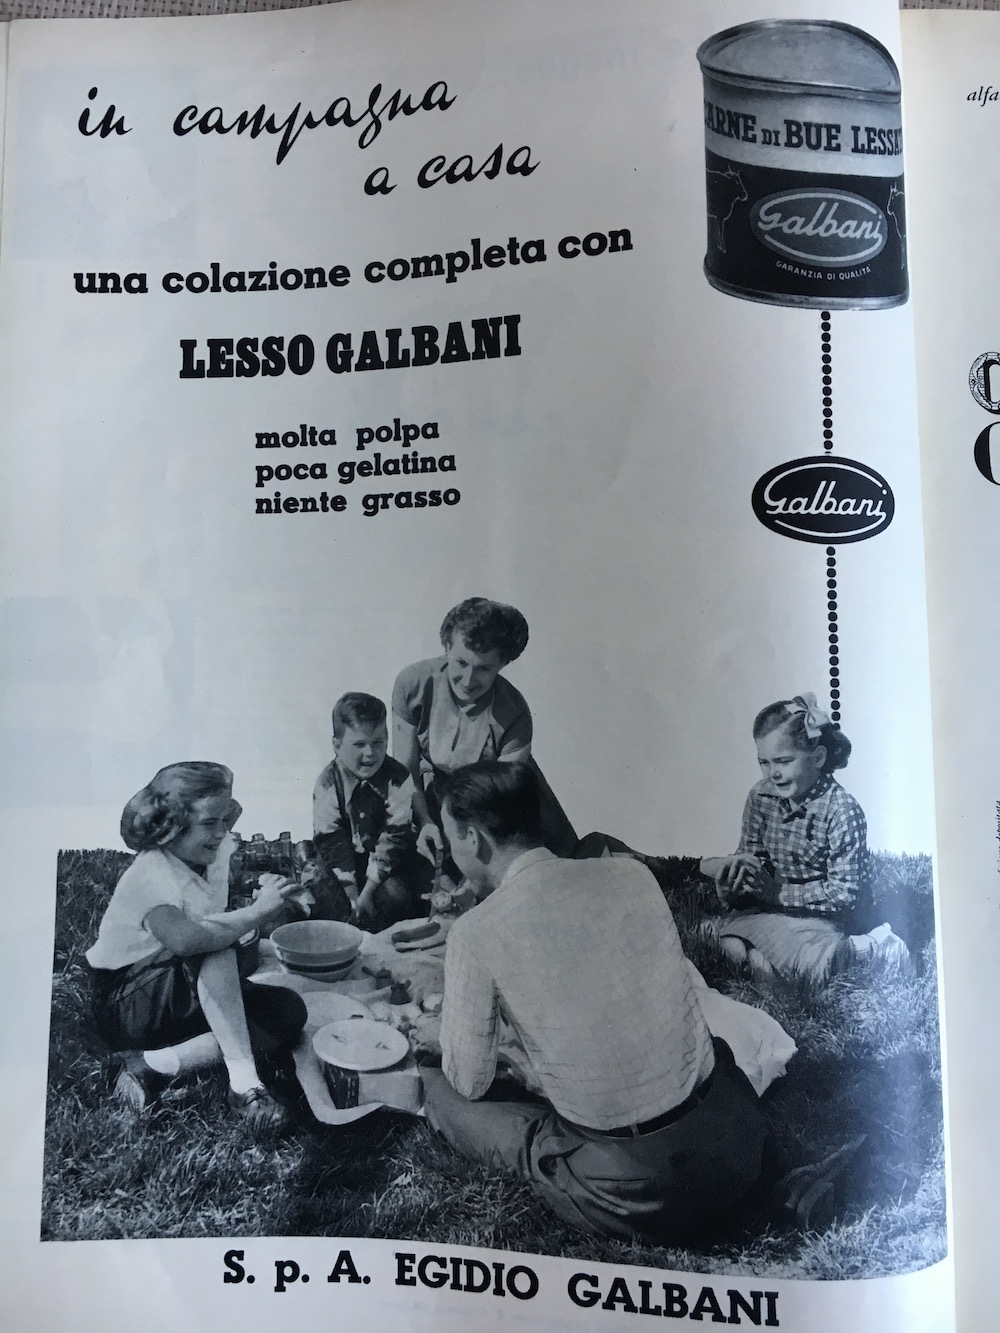 in campagna
a casa
una colazione completa con
LESSO GALBANI
molta polpa
poca gelatina
niente grasso
CARNE DI BUE LESSATA
Galbani
GARANZIA DI QUALITÀ
Galbani
S. p. A. EGIDIO GALBANI
alfa